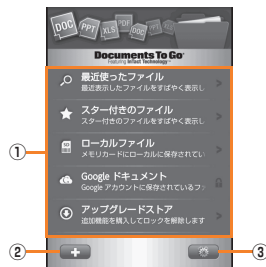 DOC PPT XLS PDF DOC PPT XLS
Documents To Go®
Featuring InTact Technology™
最近使ったファイル
最近表示したファイルをすばやく表示し
スター付きのファイル
スター付きのファイルをすばやく表示し
①
ローカルファイル
メモリカードにローカルに保存されてい
Google ドキュメント
Google アカウントに保存されているファ
アップグレードストア
追加機能を購入してロックを解除します
② ③